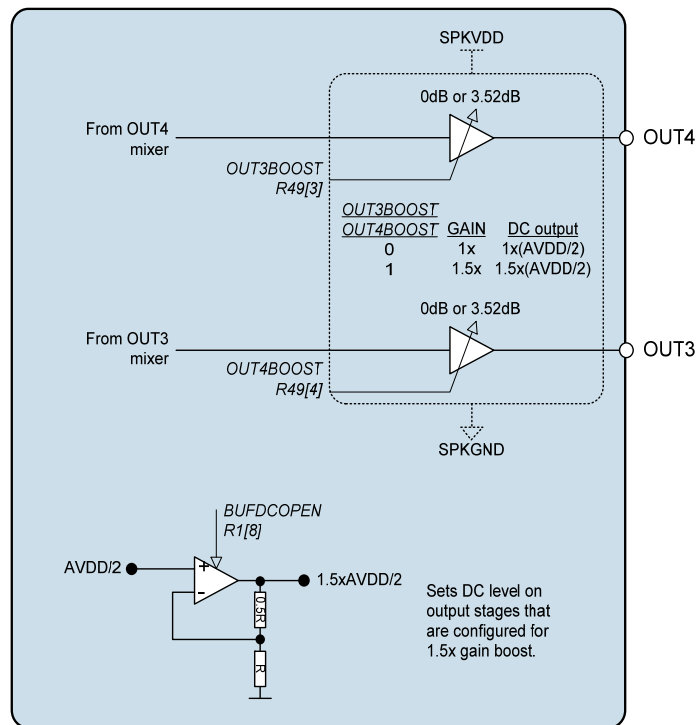 SPKVDD
0dB or 3.52dB
From OUT4
mixer
OUT4
OUT3BOOST
R49[3]
OUT3BOOST
OUT4BOOST GAIN DC output
0 1x 1x(AVDD/2)
1 1.5x 1.5x(AVDD/2)
0dB or 3.52dB
From OUT3
mixer
OUT3
OUT4BOOST
R49[4]
SPKGND
BUFDCOPEN
R1[8]
AVDD/2
+
-
1.5xAVDD/2
0.5R
R
Sets DC level on
output stages that
are configured for
1.5x gain boost.